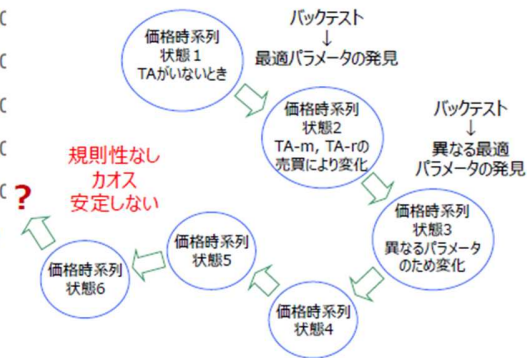 価格時系列
状態1
TAがいないとき
バックテスト
↓
最適パラメータの発見
価格時系列
状態2
TA-m, TA-rの
売買により変化
バックテスト
↓
異なる最適
パラメータの発見
価格時系列
状態3
異なるパラメータ
のため変化
価格時系列
状態4
価格時系列
状態5
価格時系列
状態6
規則性なし
カオス
安定しない
?